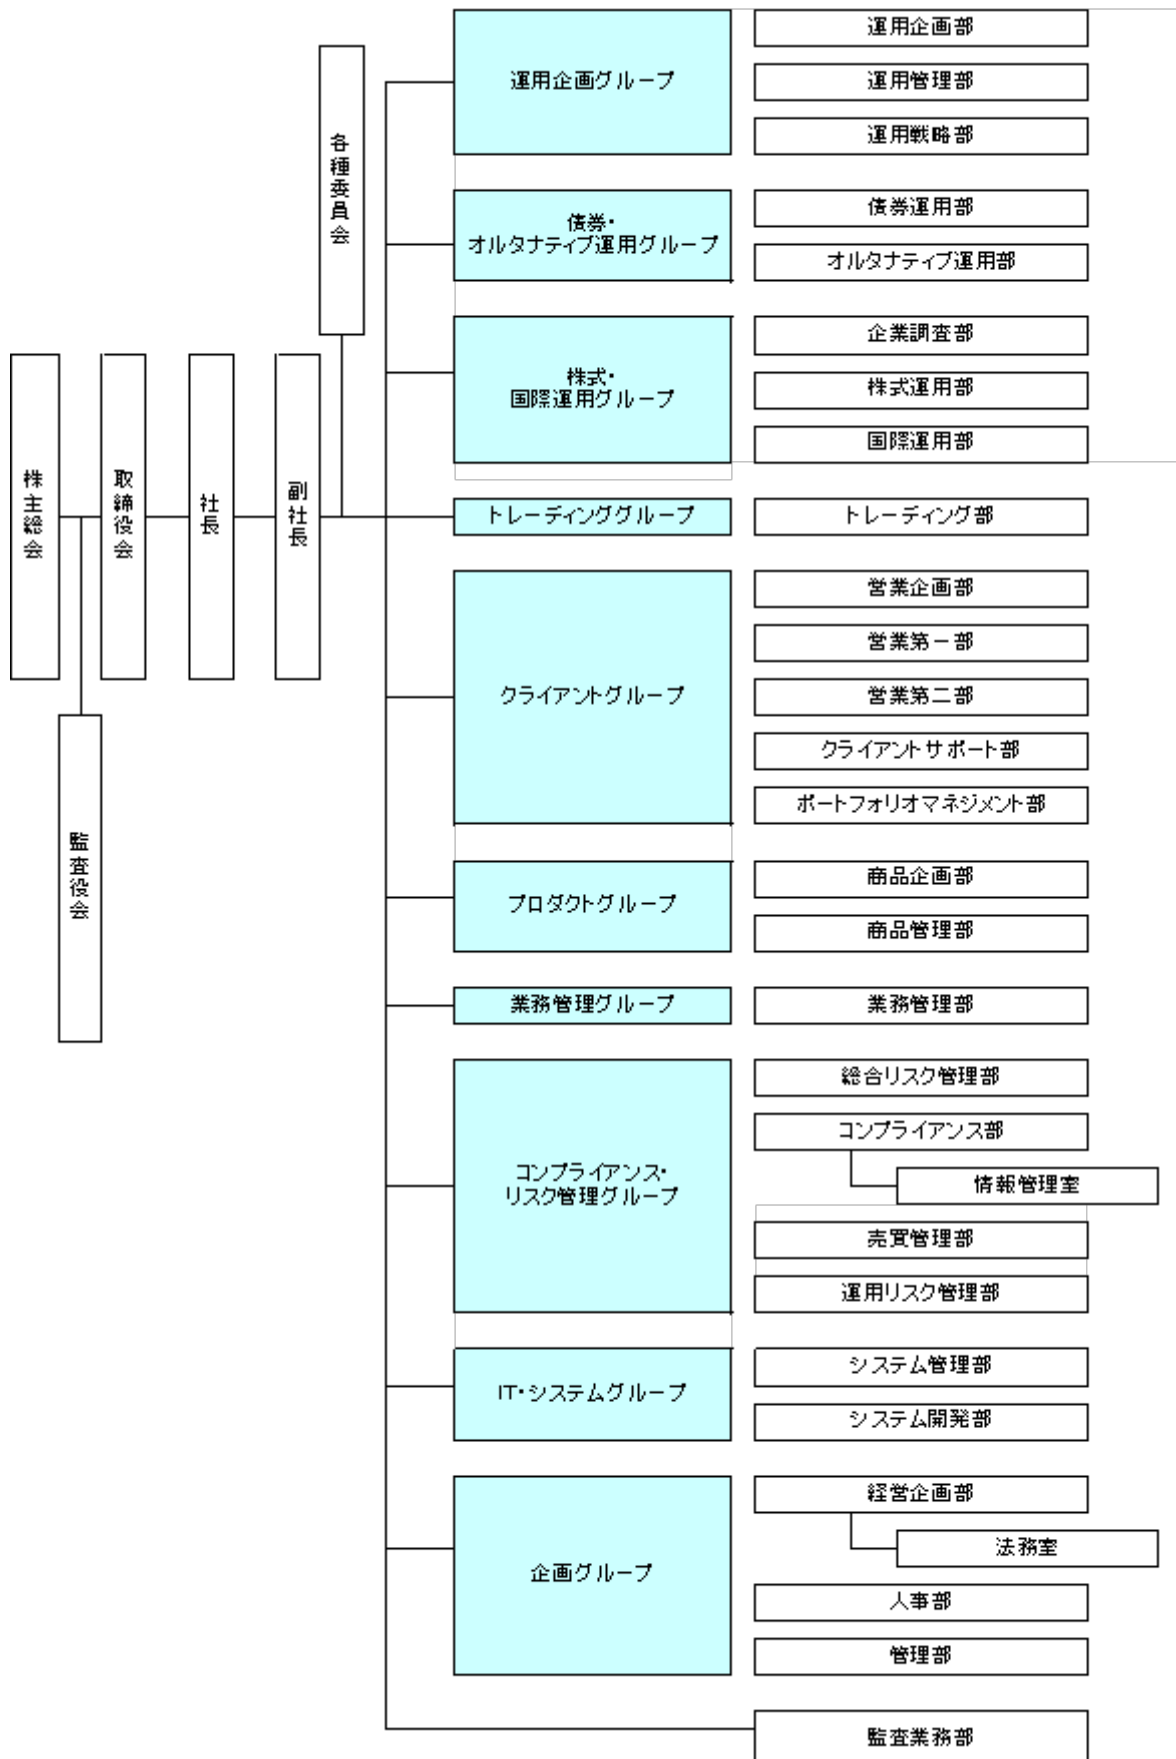 株主総会
監査役会
取締役会
社長
副社長
各種委員会
運用企画グループ
運用企画部
運用管理部
運用戦略部
債券・
オルタナティブ運用グループ
債券運用部
オルタナティブ運用部
株式・
国際運用グループ
企業調査部
株式運用部
国際運用部
トレーディンググループ
トレーディング部
クライアントグループ
営業企画部
営業第一部
営業第二部
クライアントサポート部
ポートフォリオマネジメント部
プロダクトグループ
商品企画部
商品管理部
業務管理グループ
業務管理部
コンプライアンス・
リスク管理グループ
総合リスク管理部
コンプライアンス部
情報管理室
売買管理部
運用リスク管理部
IT・システムグループ
システム管理部
システム開発部
企画グループ
経営企画部
法務室
人事部
管理部
監査業務部